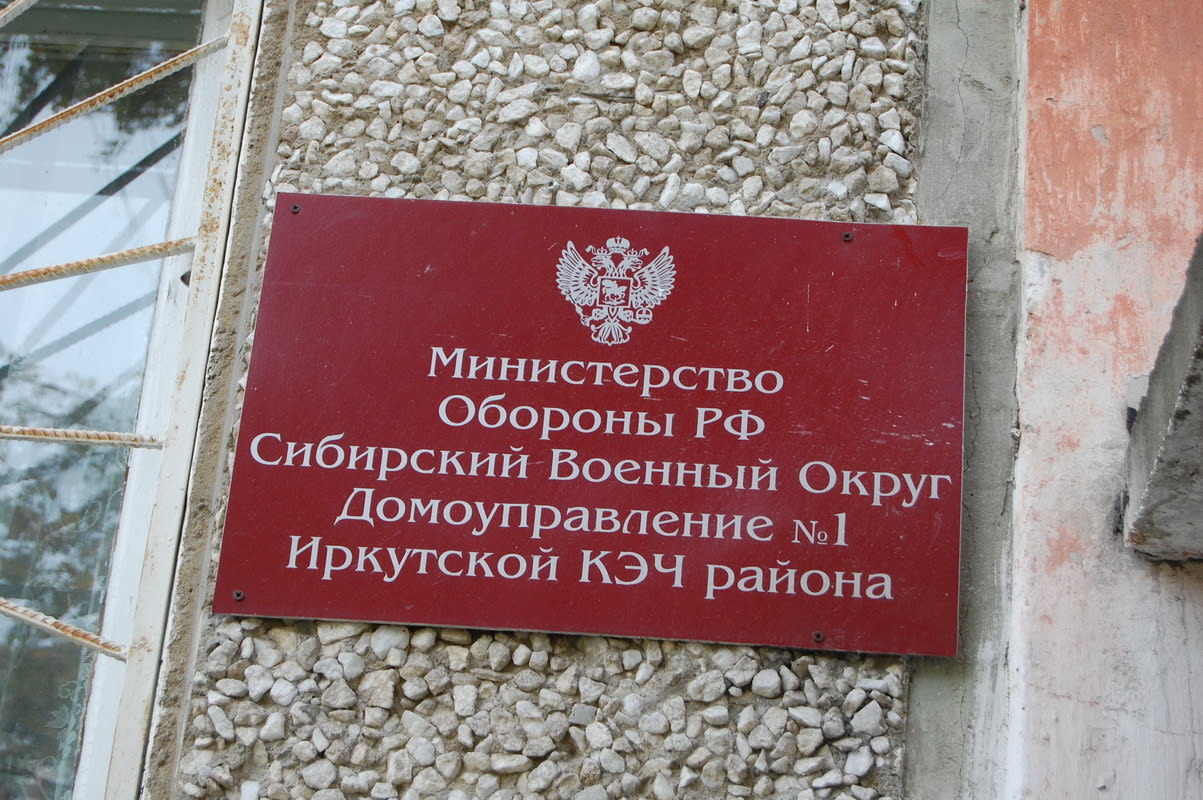 Министерство
Обороны РФ
Сибирский Военный Округ
Домоуправление №1
Иркутской КЭЧ района